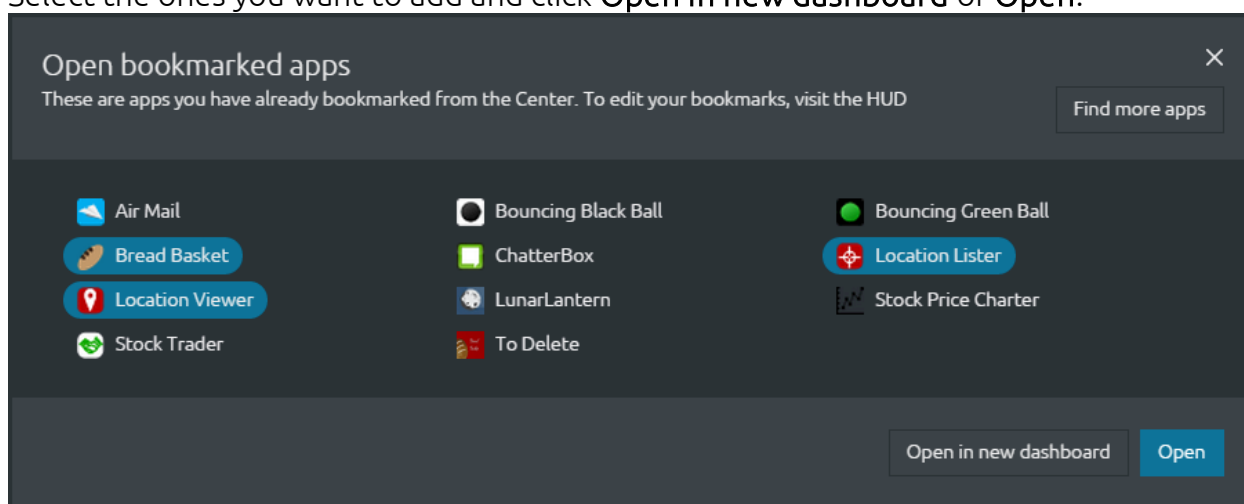 Select the ones you want to add and click Open in new dashboard or Open.
Open bookmarked apps
These are apps you have already bookmarked from the Center. To edit your bookmarks, visit the HUD
Find more apps
Air Mail
Bouncing Black Ball
Bouncing Green Ball
Bread Basket
ChatterBox
Location Lister
Location Viewer
LunarLantern
Stock Price Charter
Stock Trader
To Delete
Open in new dashboard
Open